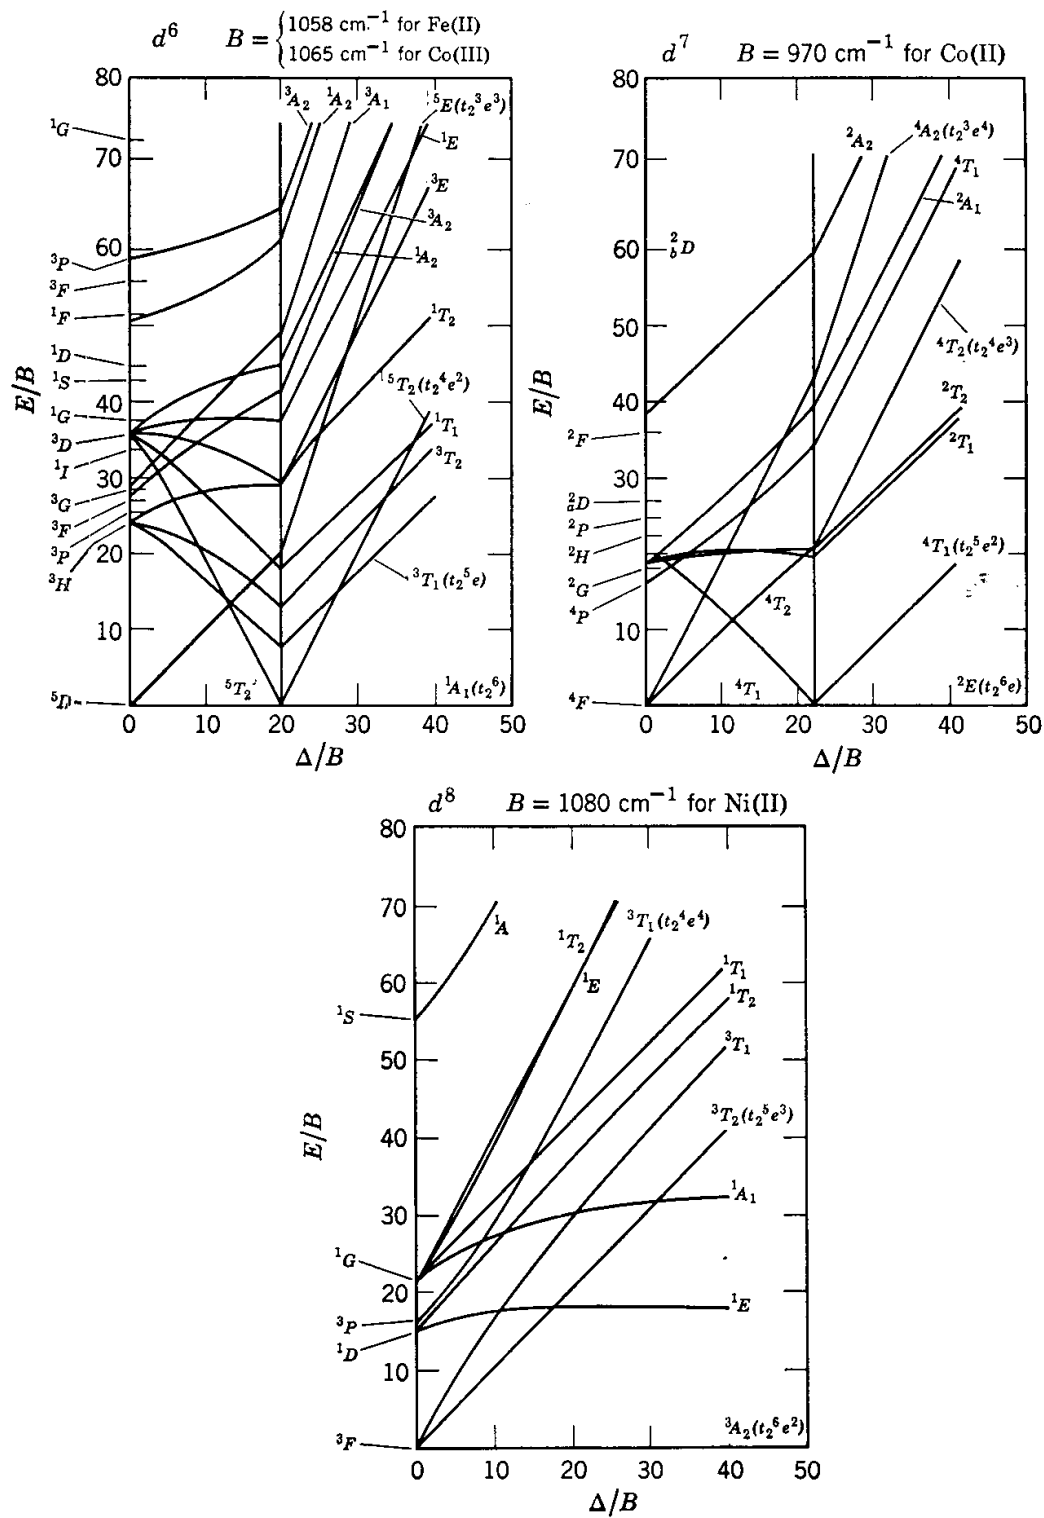 d⁶ B = { 1058 cm.⁻¹ for Fe(II)
1065 cm⁻¹ for Co(III)
³A₂ ¹A₂ ³A₁ ⁵E(t₂³e³)
¹E
³E
³A₂
¹A₂
¹T₂
⁵T₂(t₂⁴e²)
¹T₁
³T₂
³T₁(t₂⁵e)
⁵T₂ ¹A₁(t₂⁶)
80
70
60
50
40
30
20
10
E/B
¹G
³P
³F
¹F
¹D
¹S
¹G
³D
¹I
³G
³F
³P
³H
⁵D
0 10 20 30 40 50
Δ/B
d⁷ B = 970 cm⁻¹ for Co(II)
²A₂ ⁴A₂(t₂³e⁴)
⁴T₁
²A₁
⁴T₂(t₂⁴e³)
²T₂
²T₁
⁴T₁(t₂⁵e²)
⁴T₂
⁴T₁ ²E(t₂⁶e)
80
70
60 ²bD
50
40
30
20
10
E/B
²F
²aD
²P
²H
²G
⁴P
⁴F
0 10 20 30 40 50
Δ/B
d⁸ B = 1080 cm⁻¹ for Ni(II)
¹A
¹T₂ ³T₁(t₂⁴e⁴)
¹E
¹T₁
¹T₂
³T₁
³T₂(t₂⁵e³)
¹A₁
¹E
³A₂(t₂⁶e²)
80
70
60
50
40
30
20
10
E/B
¹S
¹G
³P
¹D
³F
0 10 20 30 40 50
Δ/B